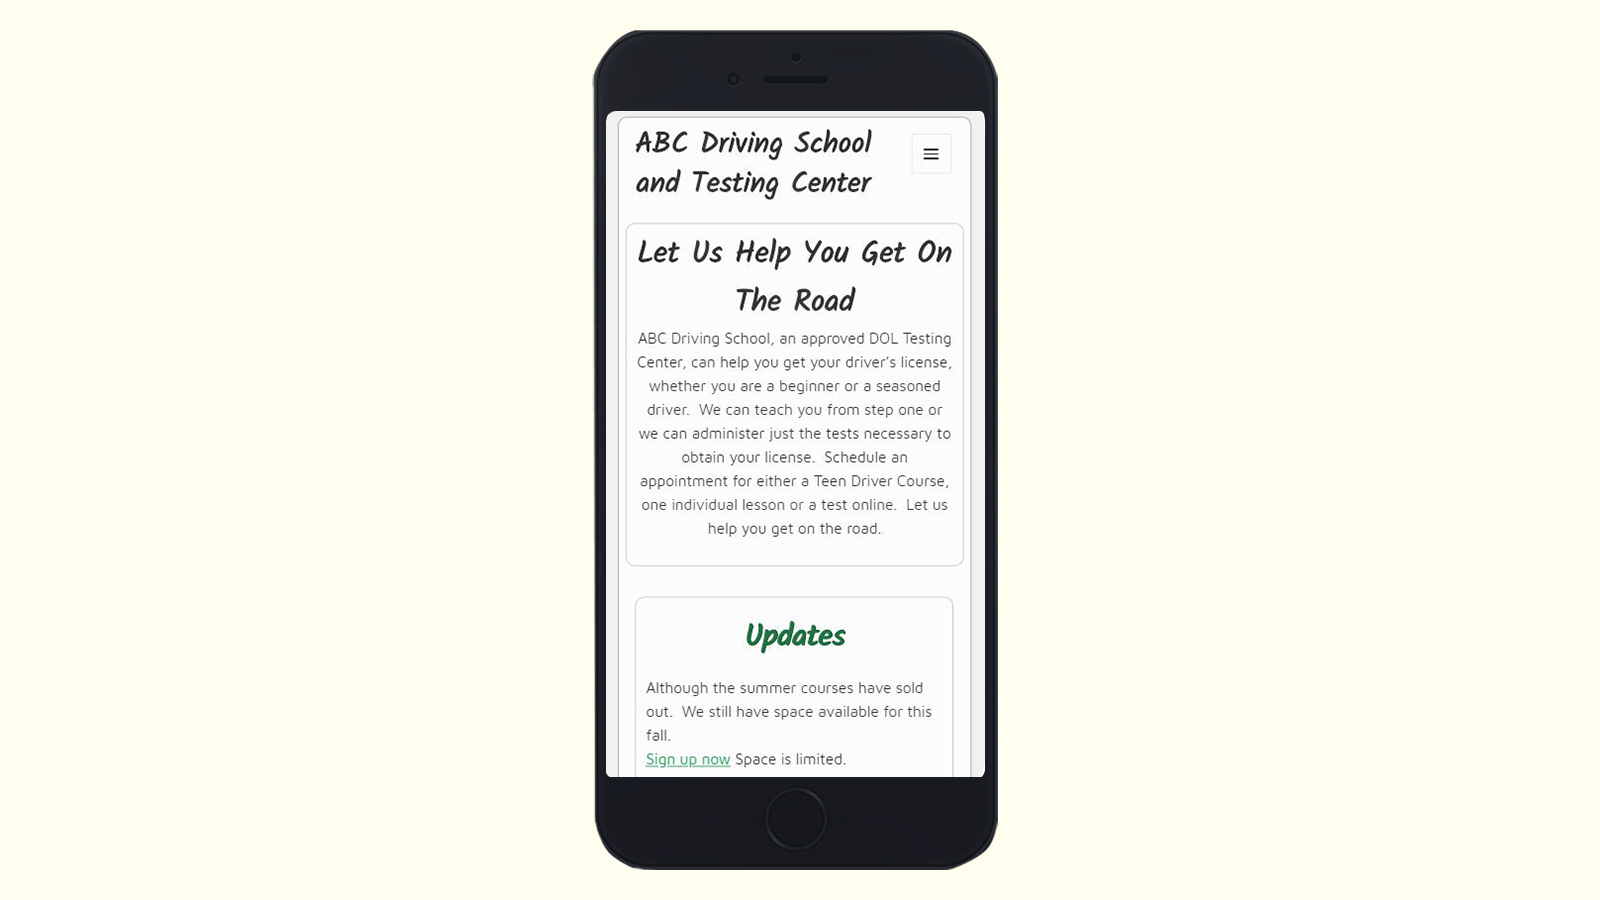 ABC Driving School
and Testing Center
Let Us Help You Get On
The Road
ABC Driving School, an approved DOL Testing
Center, can help you get your driver’s license,
whether you are a beginner or a seasoned
driver.  We can teach you from step one or
we can administer just the tests necessary to
obtain your license.  Schedule an
appointment for either a Teen Driver Course,
one individual lesson or a test online.  Let us
help you get on the road.
Updates
Although the summer courses have sold
out.  We still have space available for this
fall.
Sign up now Space is limited.